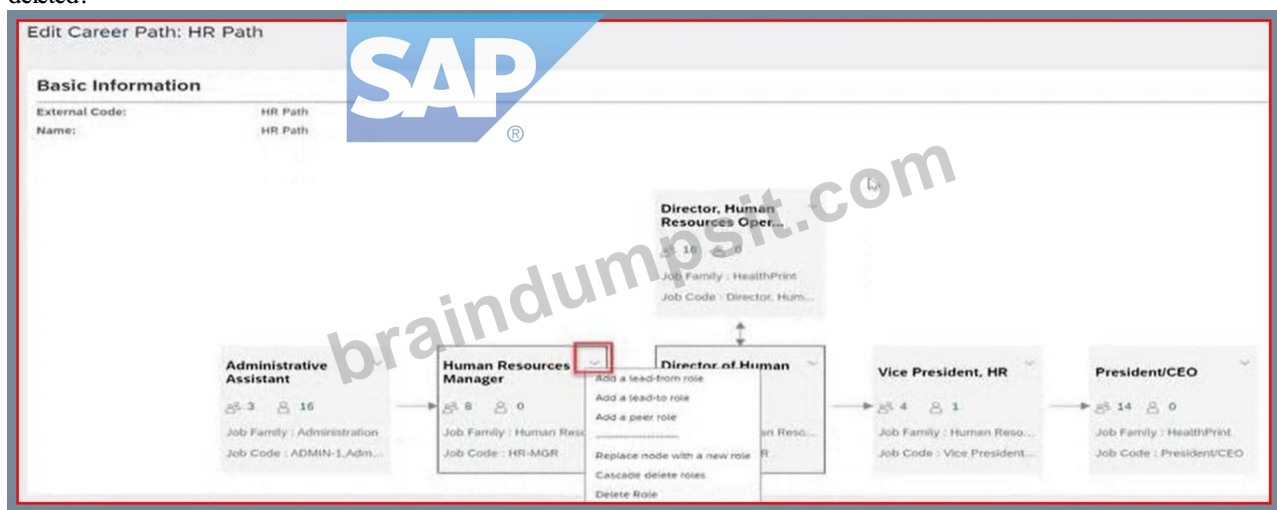 deleted?
Edit Career Path: HR Path
SAP
®
Basic Information
External Code: HR Path
Name: HR Path
braindumpsit.com
Director, Human
Resources Oper...
16 0
Job Family : HealthPrint
Job Code : Director, Hum...
Administrative
Assistant
3 16
Job Family : Administration
Job Code : ADMIN-1,Adm...
Human Resources
Manager
8 0
Job Family : Human Reso
Job Code : HR-MGR
Add a lead-from role
Add a lead-to role
Add a peer role
--------------------
Replace node with a new role
Cascade delete roles
Delete Role
Director of Human
an Reso...
R
Vice President, HR
4 1
Job Family : Human Reso...
Job Code : Vice President...
President/CEO
14 0
Job Family : HealthPrint
Job Code : President/CEO